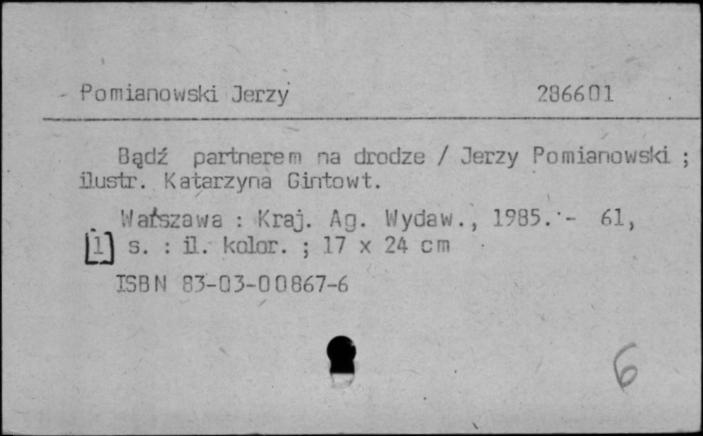 Pomianowski Jerzy 286601
Bądź partnerem na drodze / Jerzy Pomianowski ;
ilustr. Katarzyna Gintowt.
Warszawa : Kraj. Ag. Wydaw., 1985. - 61,
[1] s. : il. kolor. ; 17 x 24 cm
ISBN 83-03-00867-6
6